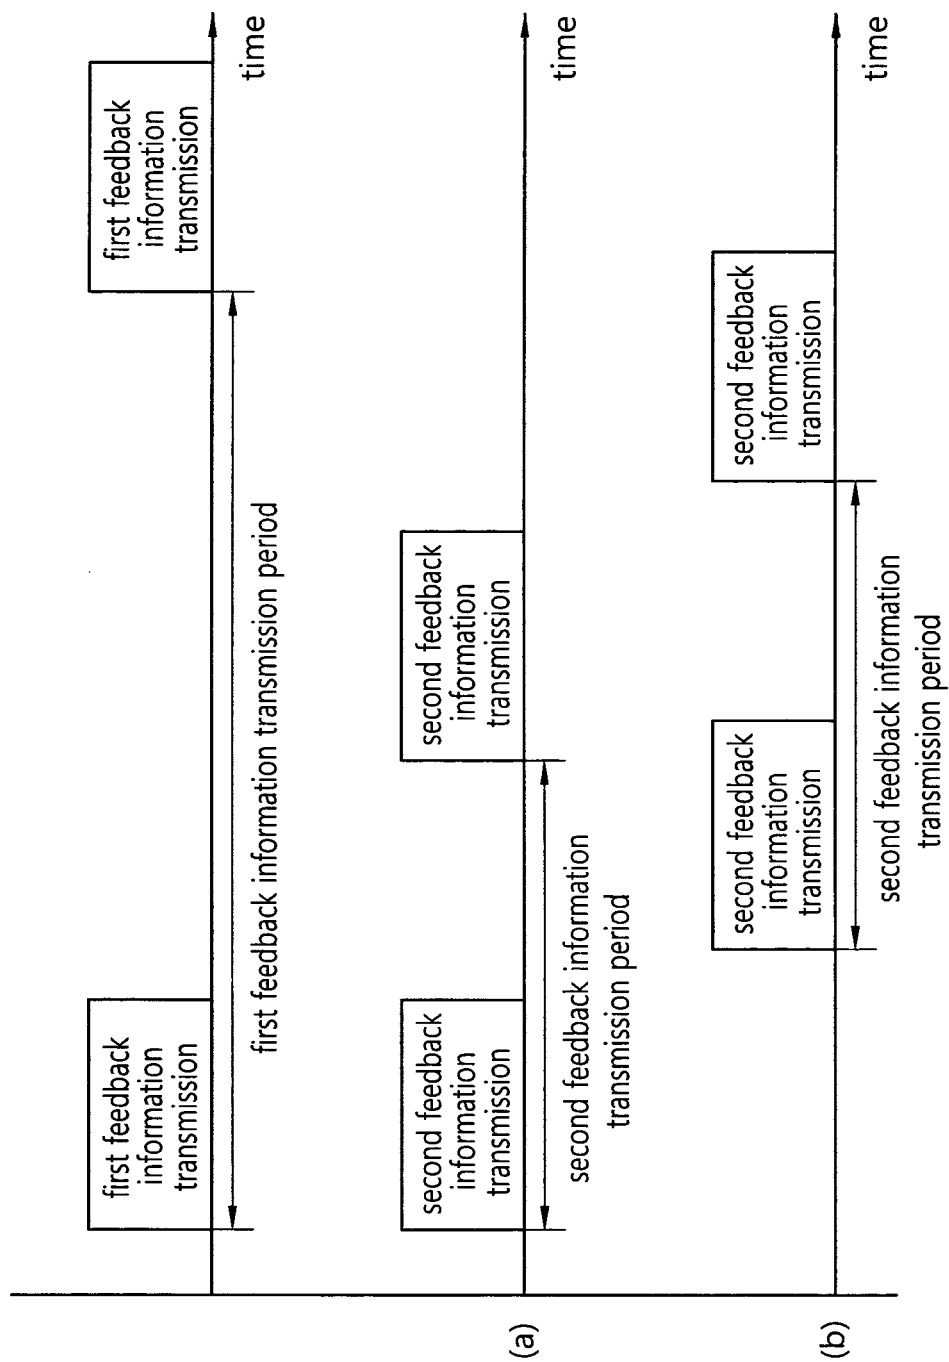 first feedback
information
transmission
first feedback
information
transmission
time
first feedback information transmission period
(a)
second feedback
information
transmission
second feedback
information
transmission
time
second feedback information
transmission period
(b)
second feedback
information
transmission
second feedback
information
transmission
time
second feedback information
transmission period